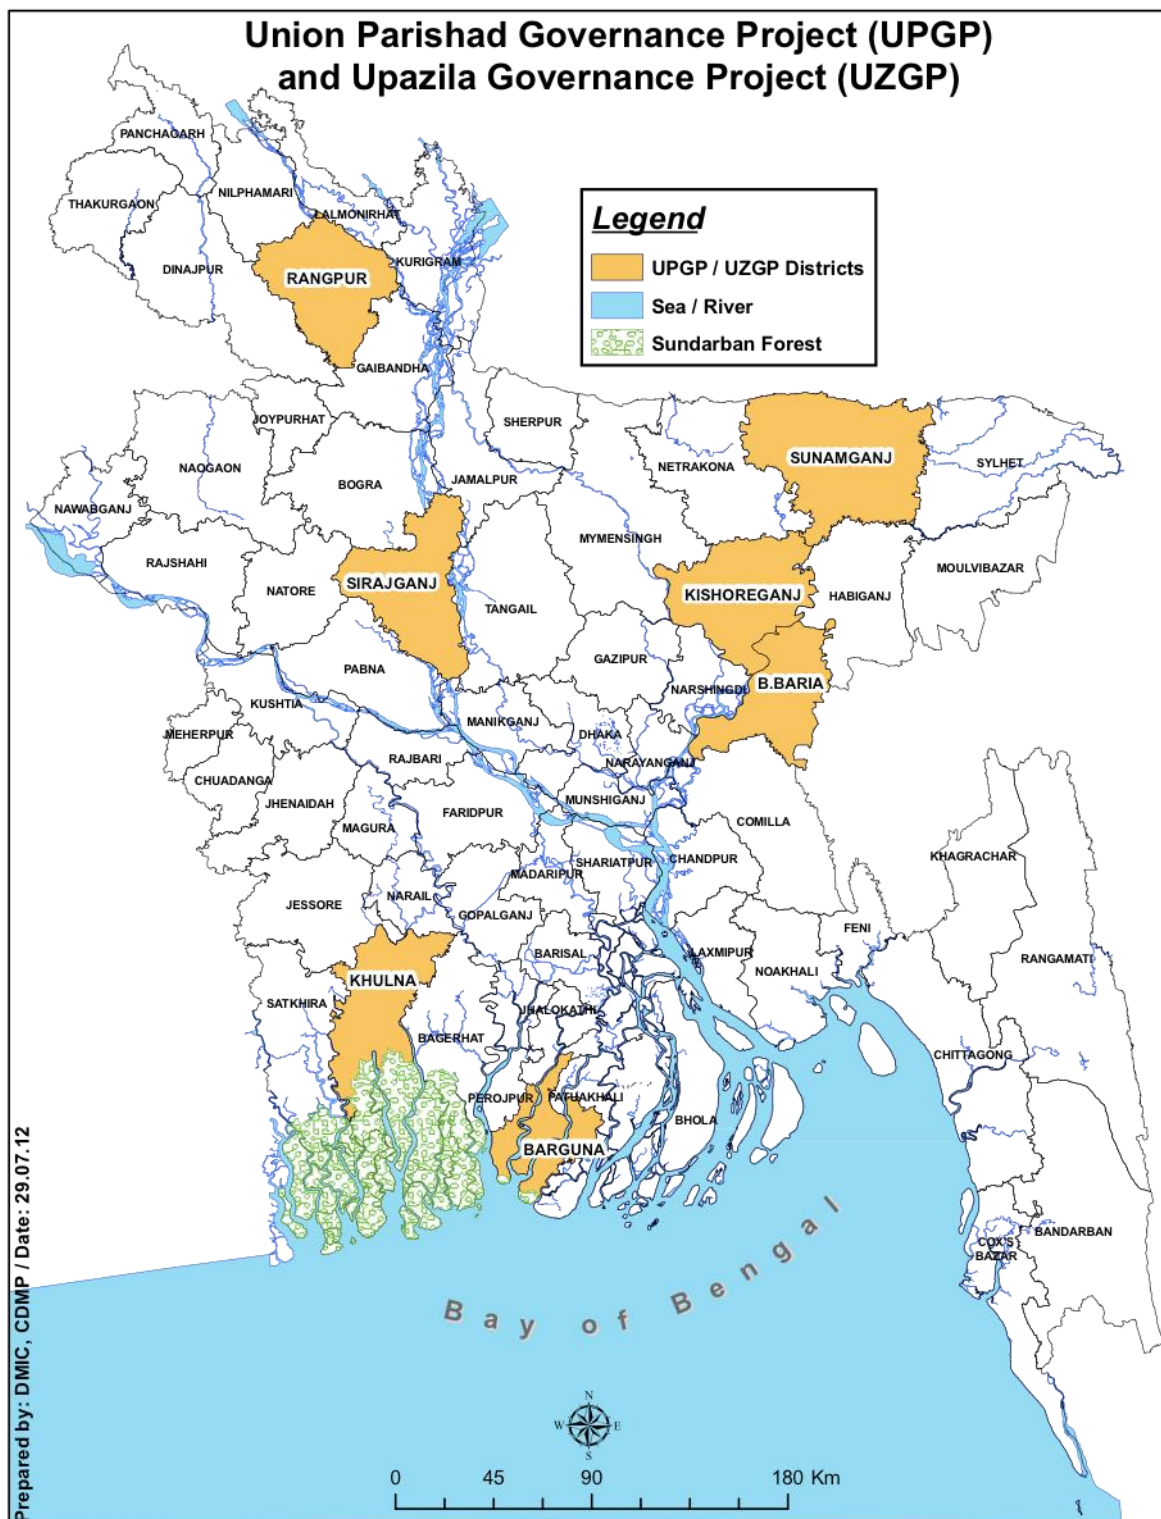 Union Parishad Governance Project (UPGP)
and Upazila Governance Project (UZGP)
Legend
UPGP / UZGP Districts
Sea / River
Sundarban Forest
PANCHAGARH
THAKURGAON
NILPHAMARI
LALMONIRHAT
DINAJPUR
KURIGRAM
RANGPUR
GAIBANDHA
JOYPURHAT
SHERPUR
NAOGAON
BOGRA
JAMALPUR
NETRAKONA
SUNAMGANJ
SYLHET
NAWABGANJ
RAJSHAHI
MYMENSINGH
MOULVIBAZAR
NATORE
SIRAJGANJ
TANGAIL
KISHOREGANJ
HABIGANJ
PABNA
GAZIPUR
NARSHINGDI
B.BARIA
KUSHTIA
MEHERPUR
MANIKGANJ
DHAKA
RAJBARI
NARAYANGANJ
CHUADANGA
JHENAIDAH
MAGURA
FARIDPUR
MUNSHIGANJ
COMILLA
SHARIATPUR
CHANDPUR
KHAGRACHAR
MADARIPUR
JESSORE
NARAIL
GOPALGANJ
BARISAL
LAXMIPUR
FENI
NOAKHALI
RANGAMATI
KHULNA
SATKHIRA
JHALOKATHI
BAGERHAT
CHITTAGONG
PEROJPUR
PATUAKHALI
BHOLA
BARGUNA
BANDARBAN
COX'S
BAZAR
Bay of Bengal
N
W
E
S
0 45 90 180 Km
Prepared by: DMIC, CDMP / Date: 29.07.12